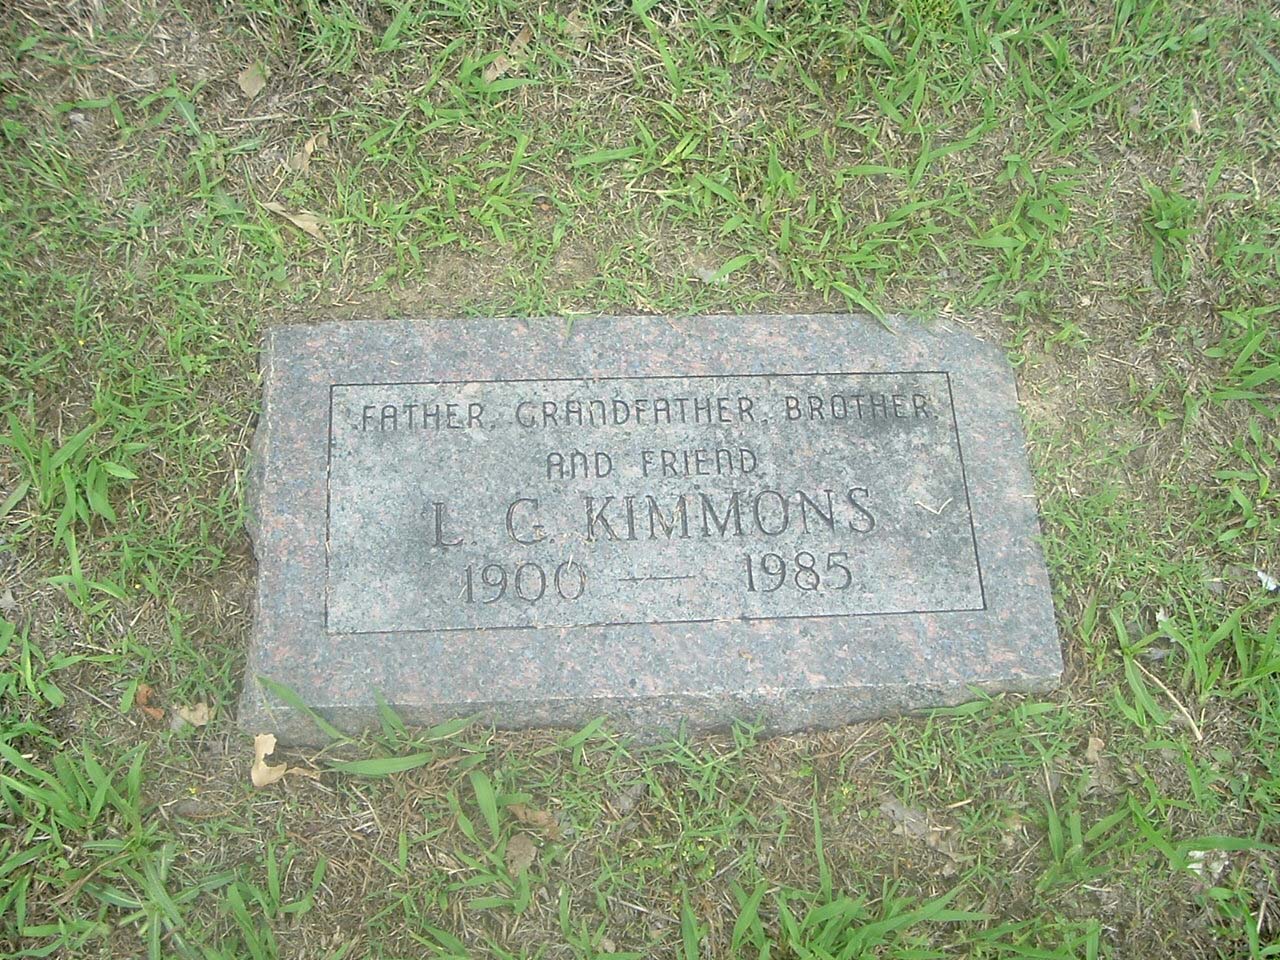 FATHER, GRANDFATHER, BROTHER,
AND FRIEND
L. G. KIMMONS
1900 — 1985